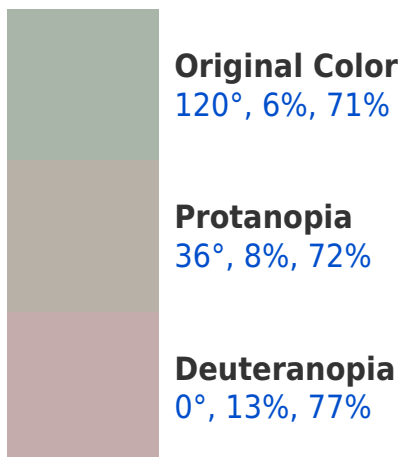 Original Color
120°, 6%, 71%
Protanopia
36°, 8%, 72%
Deuteranopia
0°, 13%, 77%